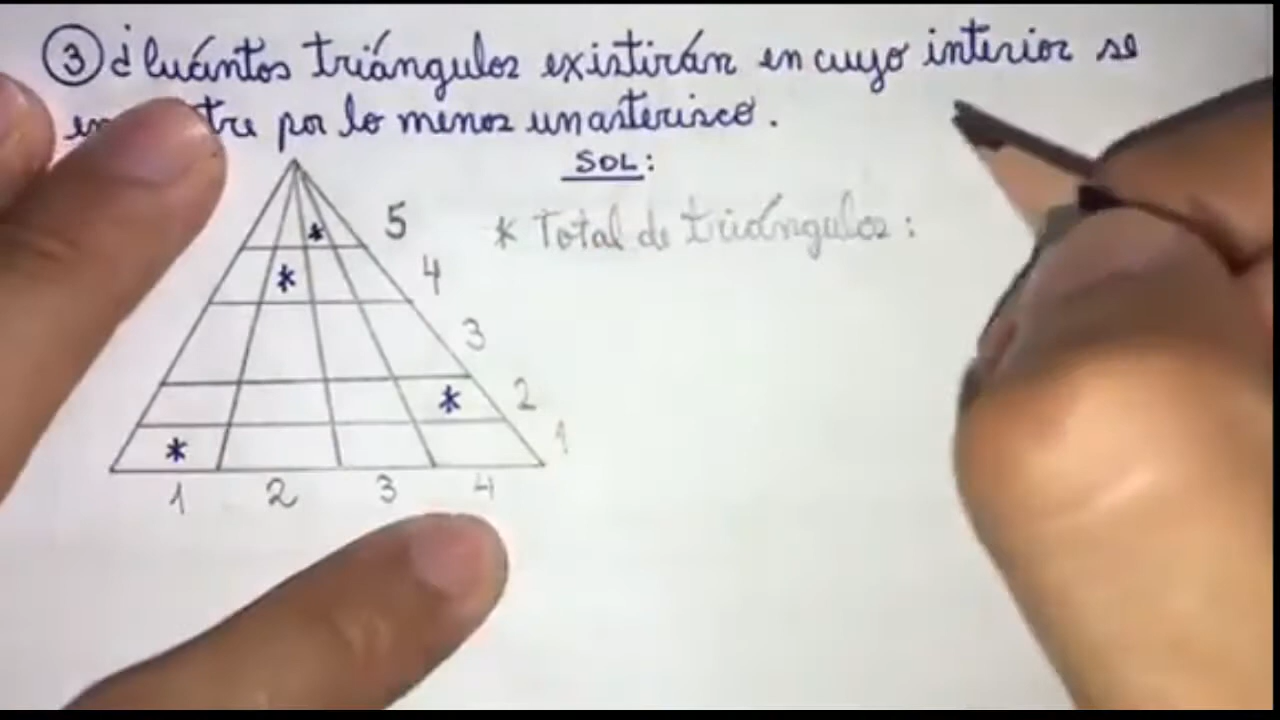 3 ¿Cuántos triángulos existirán en cuyo interior se
por lo menos un asterisco.
SOL:
* Total de triángulos:
*
5
*
4
3
*
2
*
1
1 2 3 4